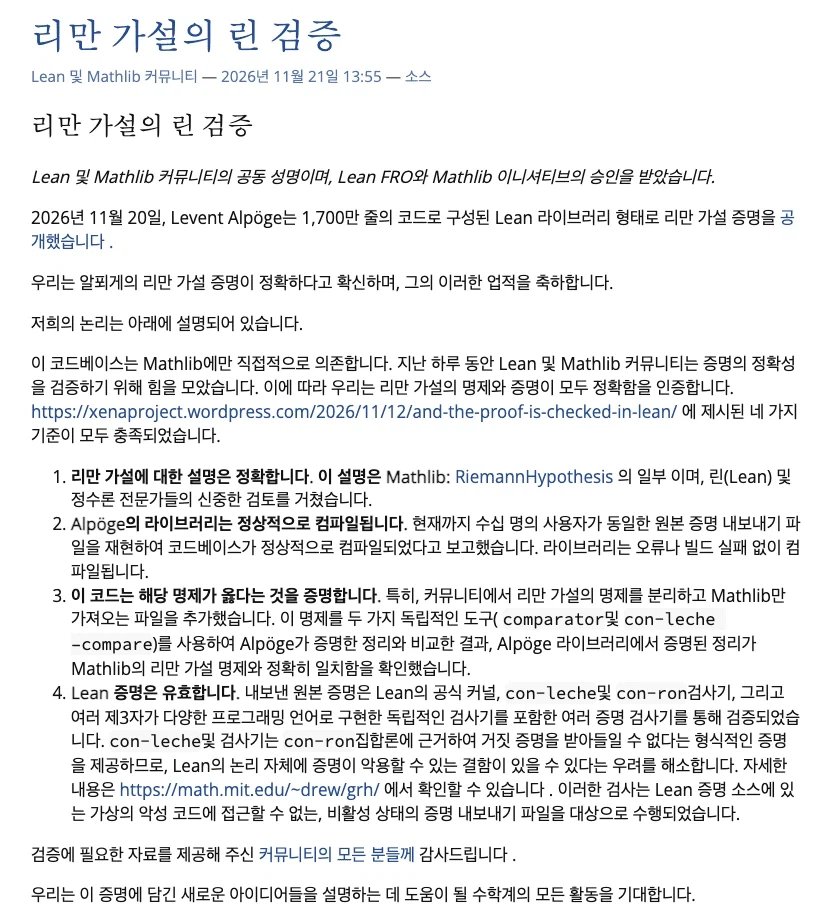 리만 가설의 린 검증
Lean 및 Mathlib 커뮤니티 — 2026년 11월 21일 13:55 — 소스
리만 가설의 린 검증
Lean 및 Mathlib 커뮤니티의 공동 성명이며, Lean FRO와 Mathlib 이니셔티브의 승인을 받았습니다.
2026년 11월 20일, Levent Alpöge는 1,700만 줄의 코드로 구성된 Lean 라이브러리 형태로 리만 가설 증명을 공
개했습니다 .
우리는 알푀게의 리만 가설 증명이 정확하다고 확신하며, 그의 이러한 업적을 축하합니다.
저희의 논리는 아래에 설명되어 있습니다.
이 코드베이스는 Mathlib에만 직접적으로 의존합니다. 지난 하루 동안 Lean 및 Mathlib 커뮤니티는 증명의 정확성
을 검증하기 위해 힘을 모았습니다. 이에 따라 우리는 리만 가설의 명제와 증명이 모두 정확함을 인증합니다.
https://xenaproject.wordpress.com/2026/11/12/and-the-proof-is-checked-in-lean/ 에 제시된 네 가지
기준이 모두 충족되었습니다.
1. 리만 가설에 대한 설명은 정확합니다. 이 설명은 Mathlib: RiemannHypothesis 의 일부 이며, 린(Lean) 및
정수론 전문가들의 신중한 검토를 거쳤습니다.
2. Alpöge의 라이브러리는 정상적으로 컴파일됩니다. 현재까지 수십 명의 사용자가 동일한 원본 증명 내보내기 파
일을 재현하여 코드베이스가 정상적으로 컴파일되었다고 보고했습니다. 라이브러리는 오류나 빌드 실패 없이 컴
파일됩니다.
3. 이 코드는 해당 명제가 옳다는 것을 증명합니다. 특히, 커뮤니티에서 리만 가설의 명제를 분리하고 Mathlib만
가져오는 파일을 추가했습니다. 이 명제를 두 가지 독립적인 도구( comparator및 con-leche
-compare)를 사용하여 Alpöge가 증명한 정리와 비교한 결과, Alpöge 라이브러리에서 증명된 정리가
Mathlib의 리만 가설 명제와 정확히 일치함을 확인했습니다.
4. Lean 증명은 유효합니다. 내보낸 원본 증명은 Lean의 공식 커널, con-leche및 con-ron검사기, 그리고
여러 제3자가 다양한 프로그래밍 언어로 구현한 독립적인 검사기를 포함한 여러 증명 검사기를 통해 검증되었습
니다. con-leche및 검사기는 con-ron집합론에 근거하여 거짓 증명을 받아들일 수 없다는 형식적인 증명
을 제공하므로, Lean의 논리 자체에 증명이 악용할 수 있는 결함이 있을 수 있다는 우려를 해소합니다. 자세한
내용은 https://math.mit.edu/~drew/grh/ 에서 확인할 수 있습니다 . 이러한 검사는 Lean 증명 소스에 있
는 가상의 악성 코드에 접근할 수 없는, 비활성 상태의 증명 내보내기 파일을 대상으로 수행되었습니다.
검증에 필요한 자료를 제공해 주신 커뮤니티의 모든 분들께 감사드립니다 .
우리는 이 증명에 담긴 새로운 아이디어들을 설명하는 데 도움이 될 수학계의 모든 활동을 기대합니다.